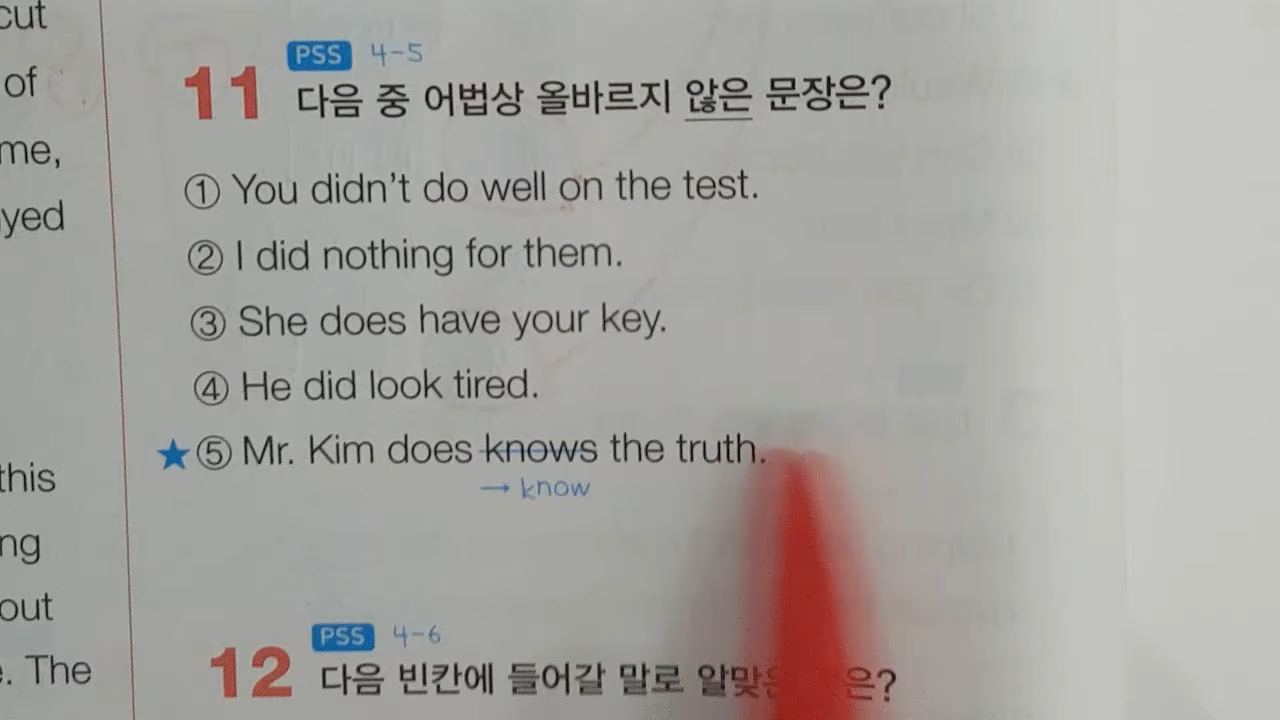 cut
of
me,
yed
this
ng
out
. The
PSS 4-5
11 다음 중 어법상 올바르지 않은 문장은?
① You didn't do well on the test.
② I did nothing for them.
③ She does have your key.
④ He did look tired.
★⑤ Mr. Kim does knows the truth.
→ know
PSS 4-6
12 다음 빈칸에 들어갈 말로 은?